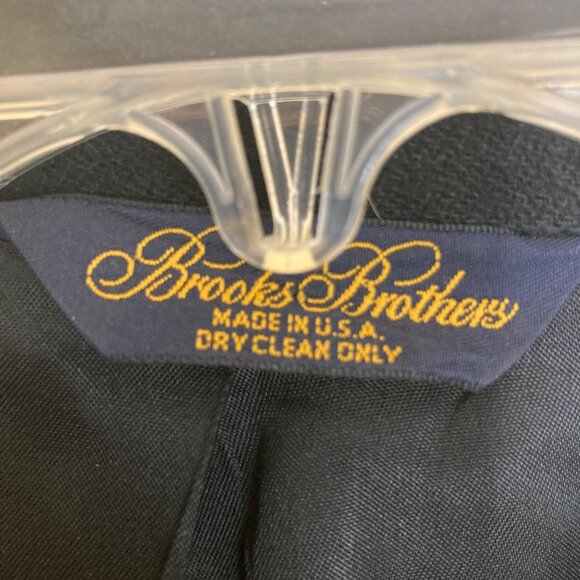 Brooks Brothers
MADE IN U.S.A.
DRY CLEAN ONLY